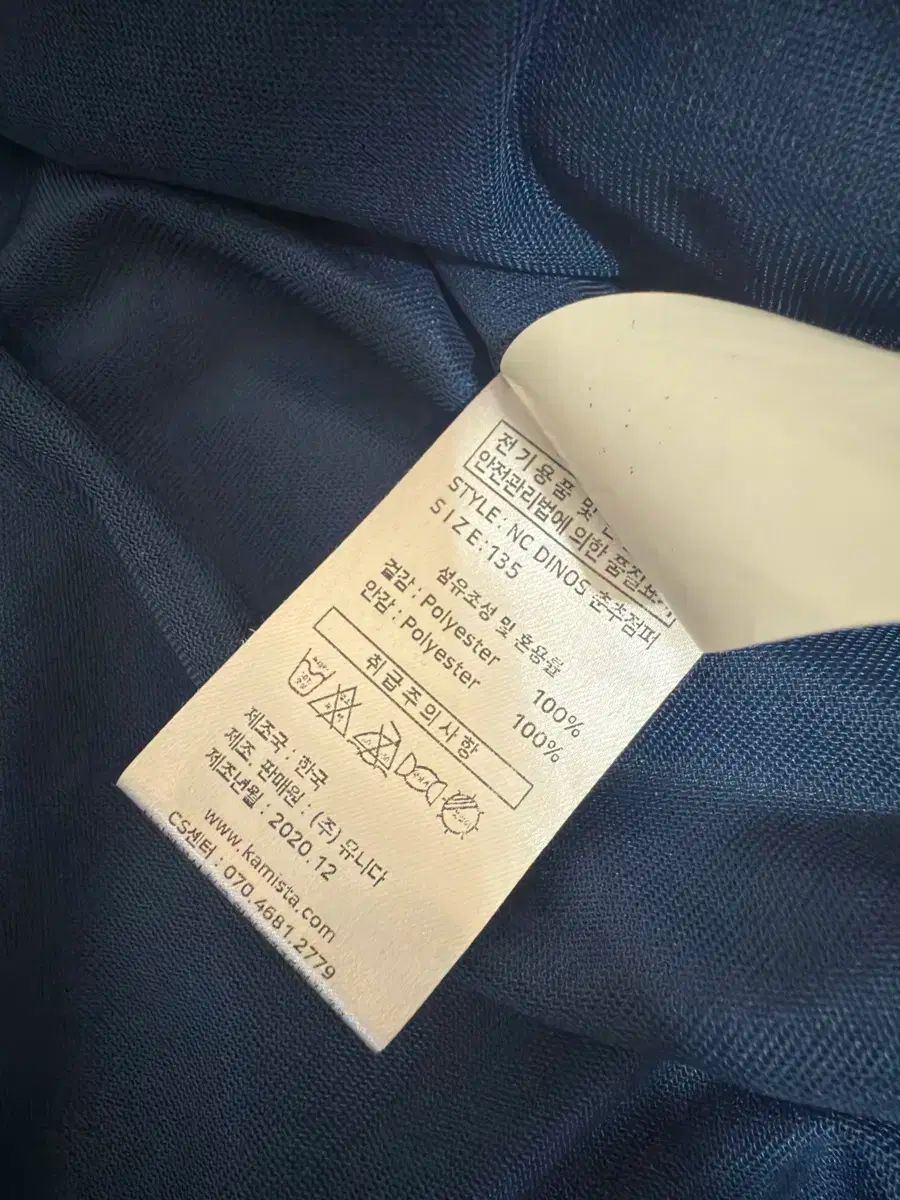 전기용품 및
안전관리법에 의한 품질표시
STYLE : NC DINOS 춘추점퍼
SIZE : 135
섬유조성 및 혼용률
겉감 : Polyester 100%
안감 : Polyester 100%
취급주의사항
제조국 : 한국
제조 판매원 : (주) 유니다
제조년월 : 2020.12
www.kamista.com
CS센터 : 070.4681.2779